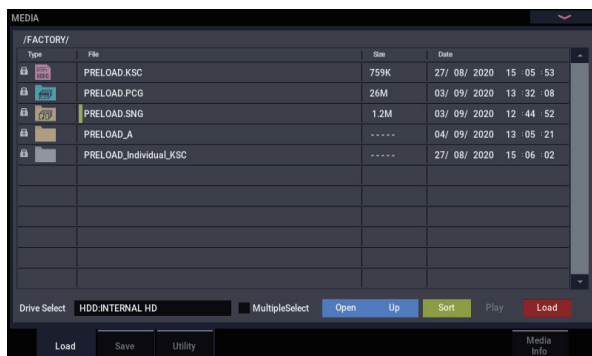 MEDIA
/FACTORY/
Type File Size Date
PRELOAD.KSC 759K 27/ 08/ 2020 15 :05 :53
PRELOAD.PCG 26M 03/ 09/ 2020 13 :32 :08
PRELOAD.SNG 1.2M 03/ 09/ 2020 12 :44 :52
PRELOAD_A ----- 04/ 09/ 2020 13 :05 :21
PRELOAD_Individual_KSC ----- 27/ 08/ 2020 15 :06 :02
Drive Select HDD:INTERNAL HD MultipleSelect Open Up Sort Play Load
Load Save Utility Media
Info